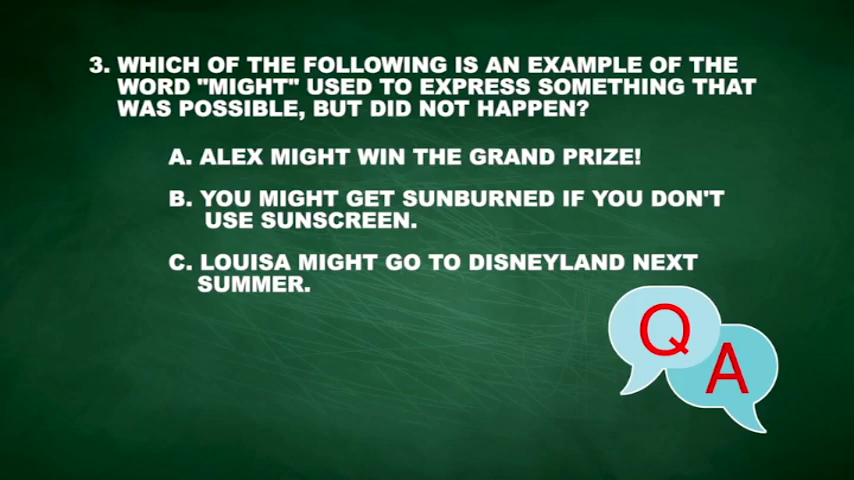 3. WHICH OF THE FOLLOWING IS AN EXAMPLE OF THE
WORD "MIGHT" USED TO EXPRESS SOMETHING THAT
WAS POSSIBLE, BUT DID NOT HAPPEN?
A. ALEX MIGHT WIN THE GRAND PRIZE!
B. YOU MIGHT GET SUNBURNED IF YOU DON'T
USE SUNSCREEN.
C. LOUISA MIGHT GO TO DISNEYLAND NEXT
SUMMER.
Q
A